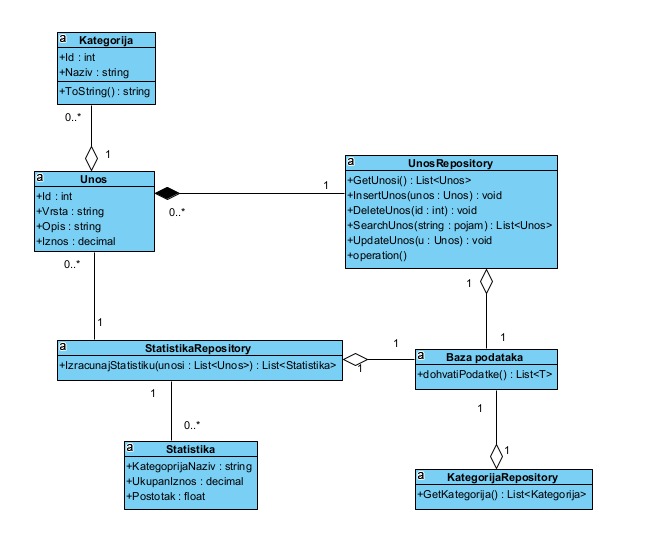 a Kategorija
+Id : int
+Naziv : string
+ToString() : string
0..*
1
a Unos
+Id : int
+Vrsta : string
+Opis : string
+Iznos : decimal
0..*
1
a UnosRepository
+GetUnosi() : List<Unos>
+InsertUnos(unos : Unos) : void
+DeleteUnos(id : int) : void
+SearchUnos(string : pojam) : List<Unos>
+UpdateUnos(u : Unos) : void
+operation()
0..*
1
1
1
a StatistikaRepository
+IzracunajStatistiku(unosi : List<Unos>) : List<Statistika>
1
1
a Baza podataka
+dohvatiPodatke() : List<T>
1
0..*
a Statistika
+KategoprijaNaziv : string
+UkupanIznos : decimal
+Postotak : float
1
1
a KategorijaRepository
+GetKategorija() : List<Kategorija>